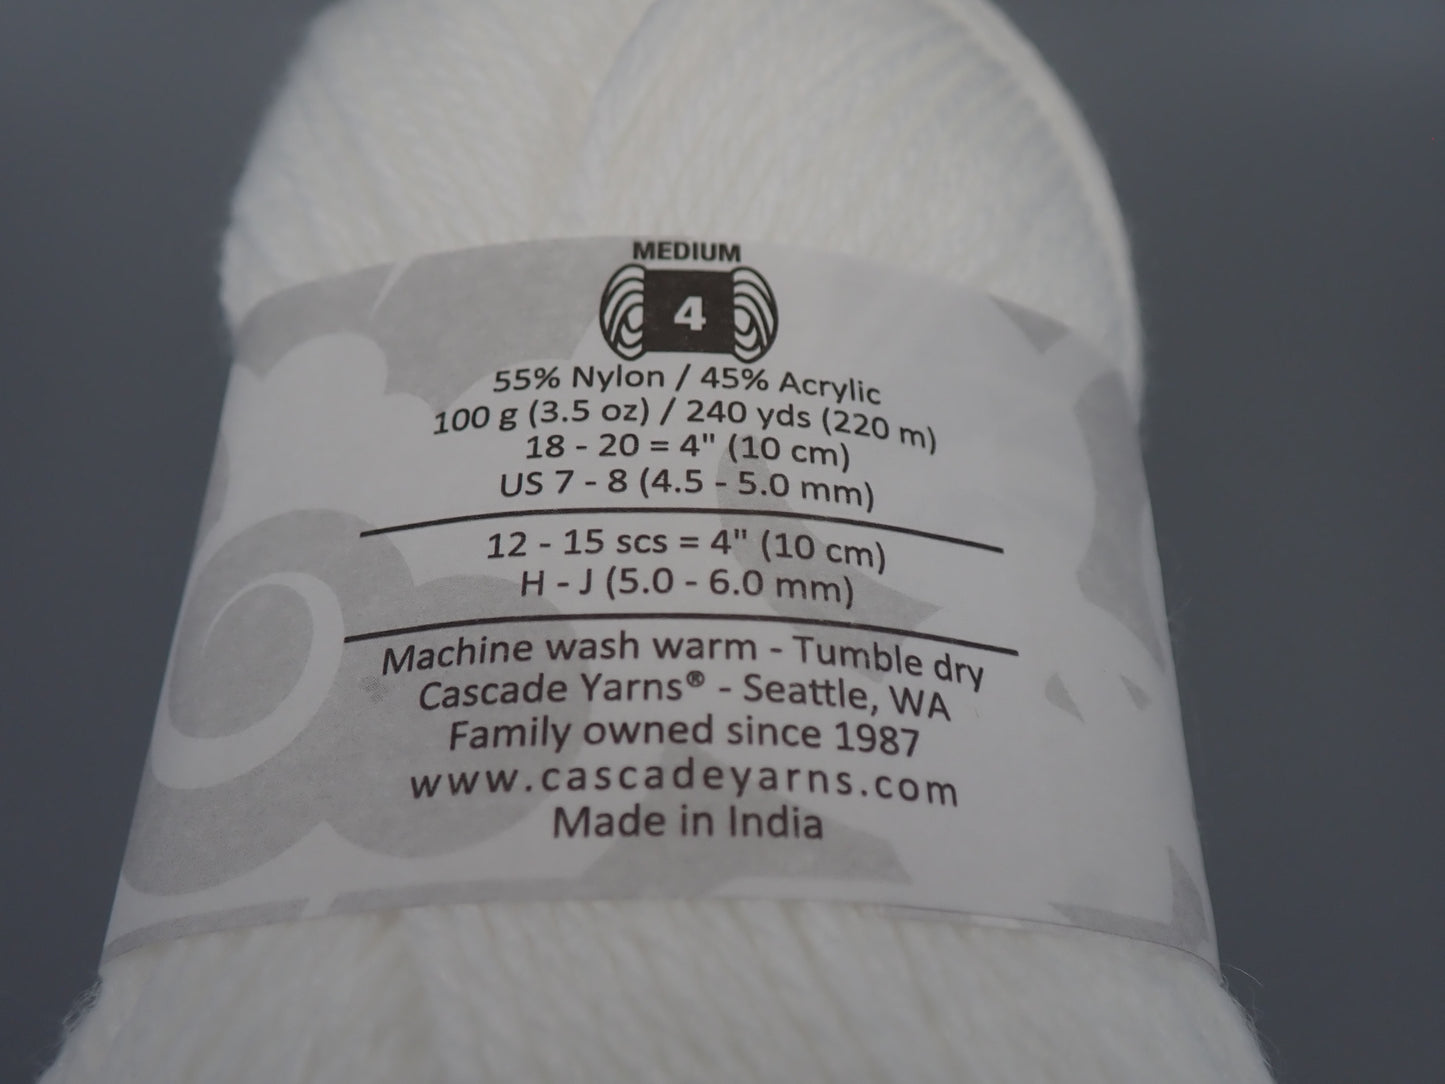 MEDIUM
4
55% Nylon / 45% Acrylic
100 g (3.5 oz) / 240 yds (220 m)
18 - 20 = 4" (10 cm)
US 7 - 8 (4.5 - 5.0 mm)
12 - 15 scs = 4" (10 cm)
H - J (5.0 - 6.0 mm)
Machine wash warm - Tumble dry
Cascade Yarns® - Seattle, WA
Family owned since 1987
www.cascadeyarns.com
Made in India